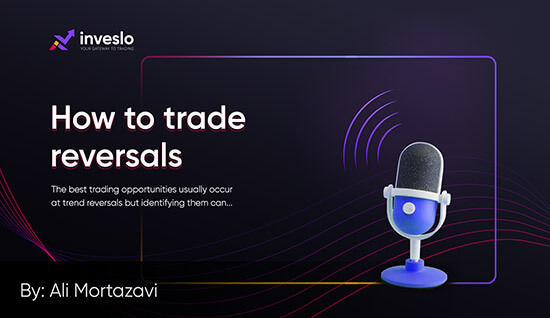 inveslo
YOUR GATEWAY TO TRADING
How to trade
reversals
The best trading opportunities usually occur
at trend reversals but identifying them can...
By: Ali Mortazavi